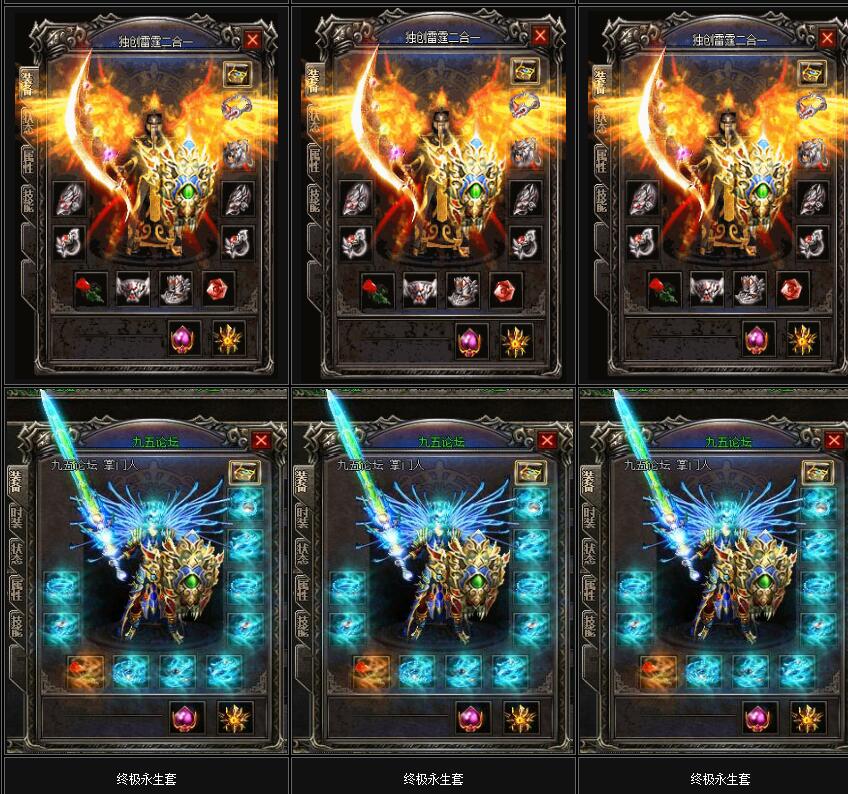 独创雷霆二合一
装备
状态
属性
技能
独创雷霆二合一
装备
状态
属性
技能
独创雷霆二合一
装备
状态
属性
技能
九五论坛
九五论坛 掌门人
装备
时装
状态
属性
技能
九五论坛
九五论坛 掌门人
装备
时装
状态
属性
技能
九五论坛
九五论坛 掌门人
装备
时装
状态
属性
技能
终极永生套
终极永生套
终极永生套